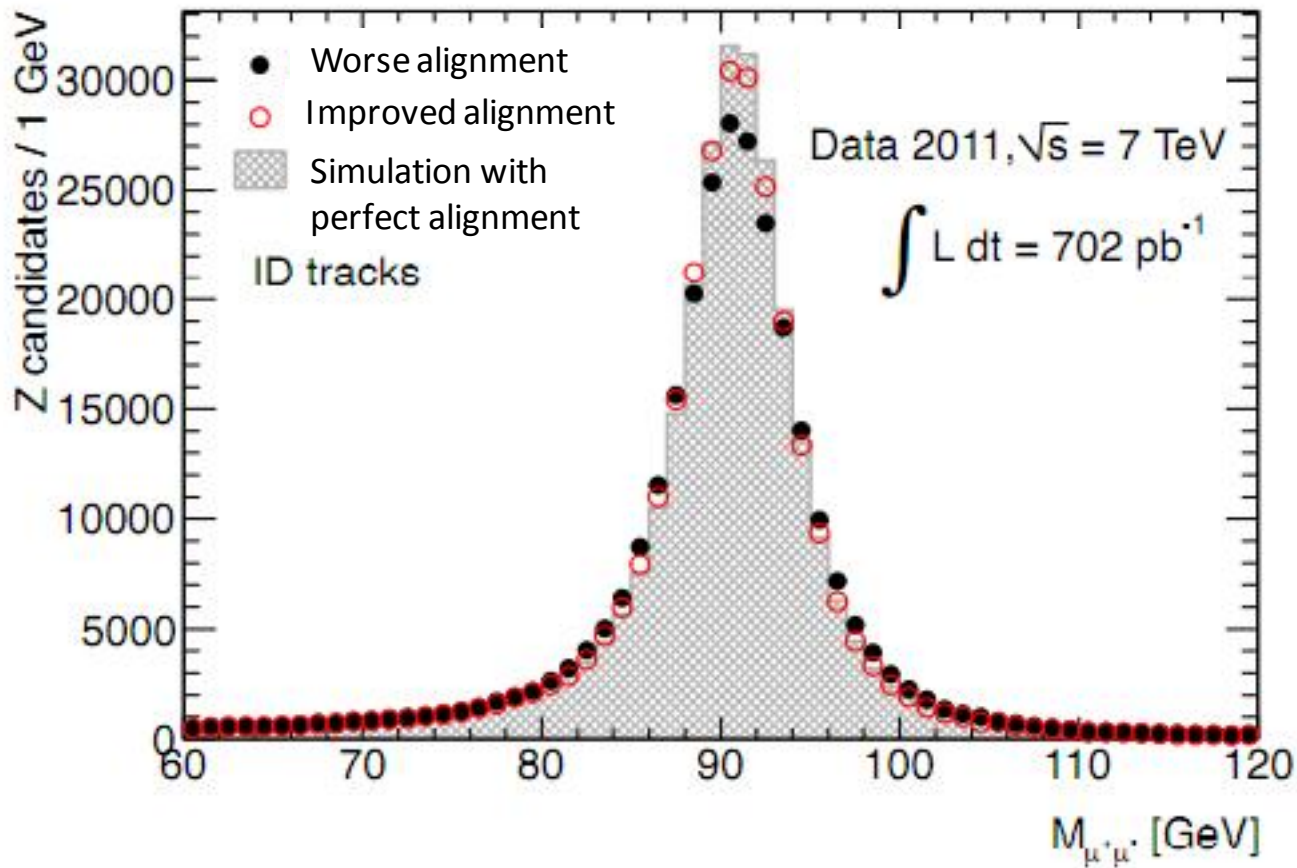 Z candidates / 1 GeV
30000
25000
20000
15000
10000
5000
0
Worse alignment
Improved alignment
Simulation with
perfect alignment
ID tracks
Data 2011, √s = 7 TeV
∫ L dt = 702 pb⁻¹
60 70 80 90 100 110 120
M_μ⁺μ⁻ [GeV]